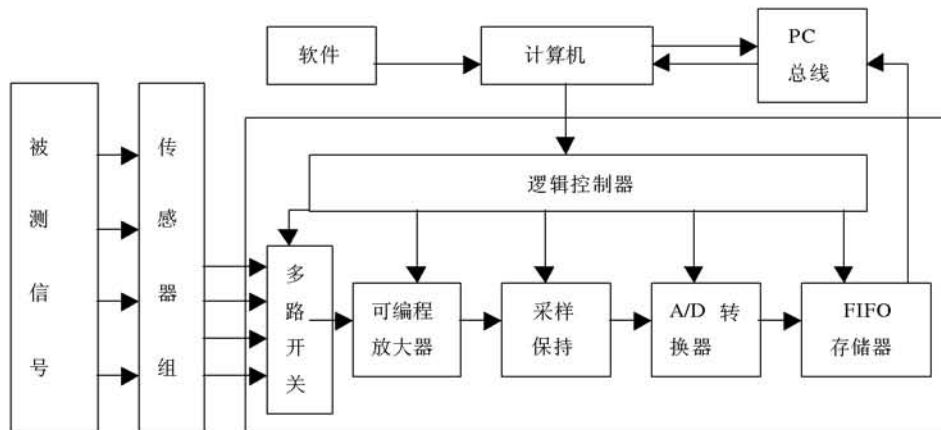 软件
计算机
PC
总线
被测信号
传感器组
逻辑控制器
多路开关
可编程
放大器
采样
保持
A/D 转
换器
FIFO
存储器